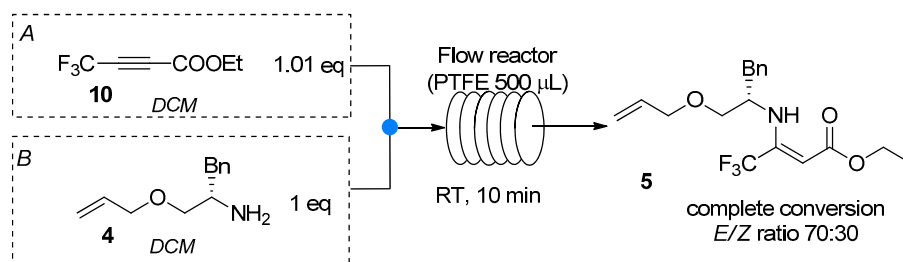 A
F₃C COOEt 1.01 eq
10
DCM
B
Bn
O NH₂ 1 eq
4
DCM
Flow reactor
(PTFE 500 μL)
RT, 10 min
Bn
O NH O
F₃C O
5
complete conversion
E/Z ratio 70:30